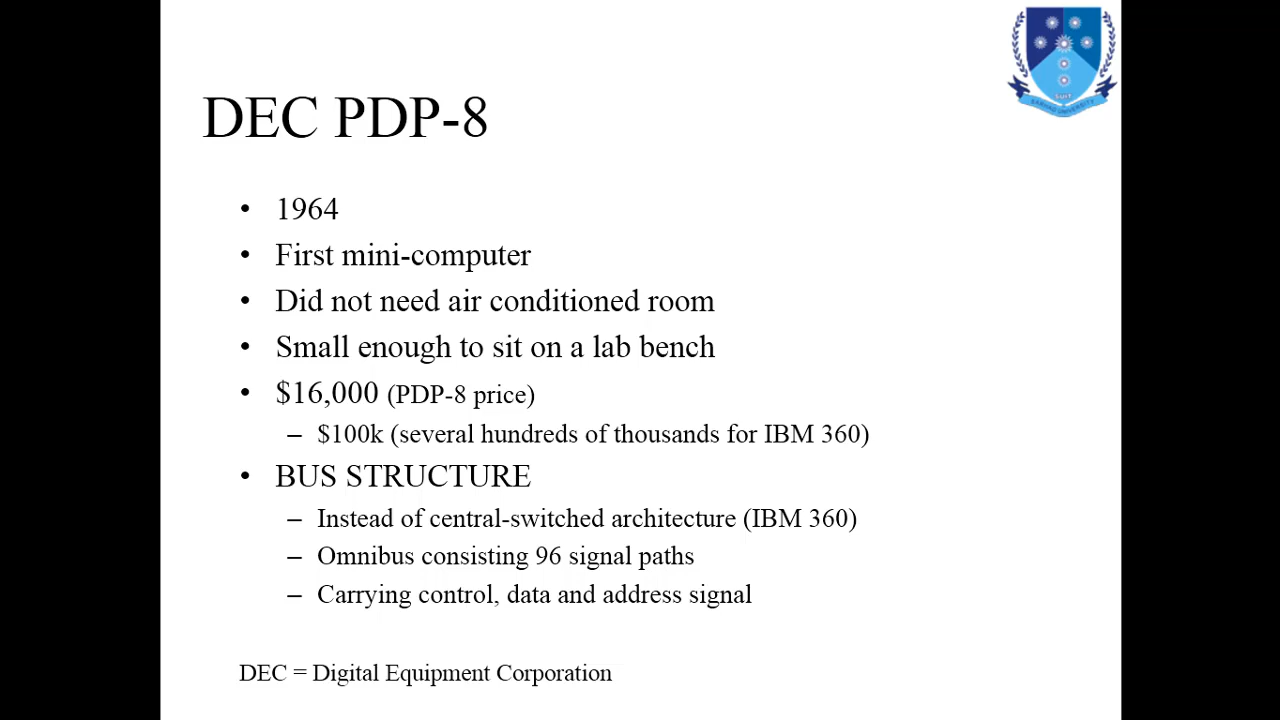 SUIT
SARHAD UNIVERSITY
DEC PDP-8
• 1964
• First mini-computer
• Did not need air conditioned room
• Small enough to sit on a lab bench
• $16,000 (PDP-8 price)
– $100k (several hundreds of thousands for IBM 360)
• BUS STRUCTURE
– Instead of central-switched architecture (IBM 360)
– Omnibus consisting 96 signal paths
– Carrying control, data and address signal
DEC = Digital Equipment Corporation